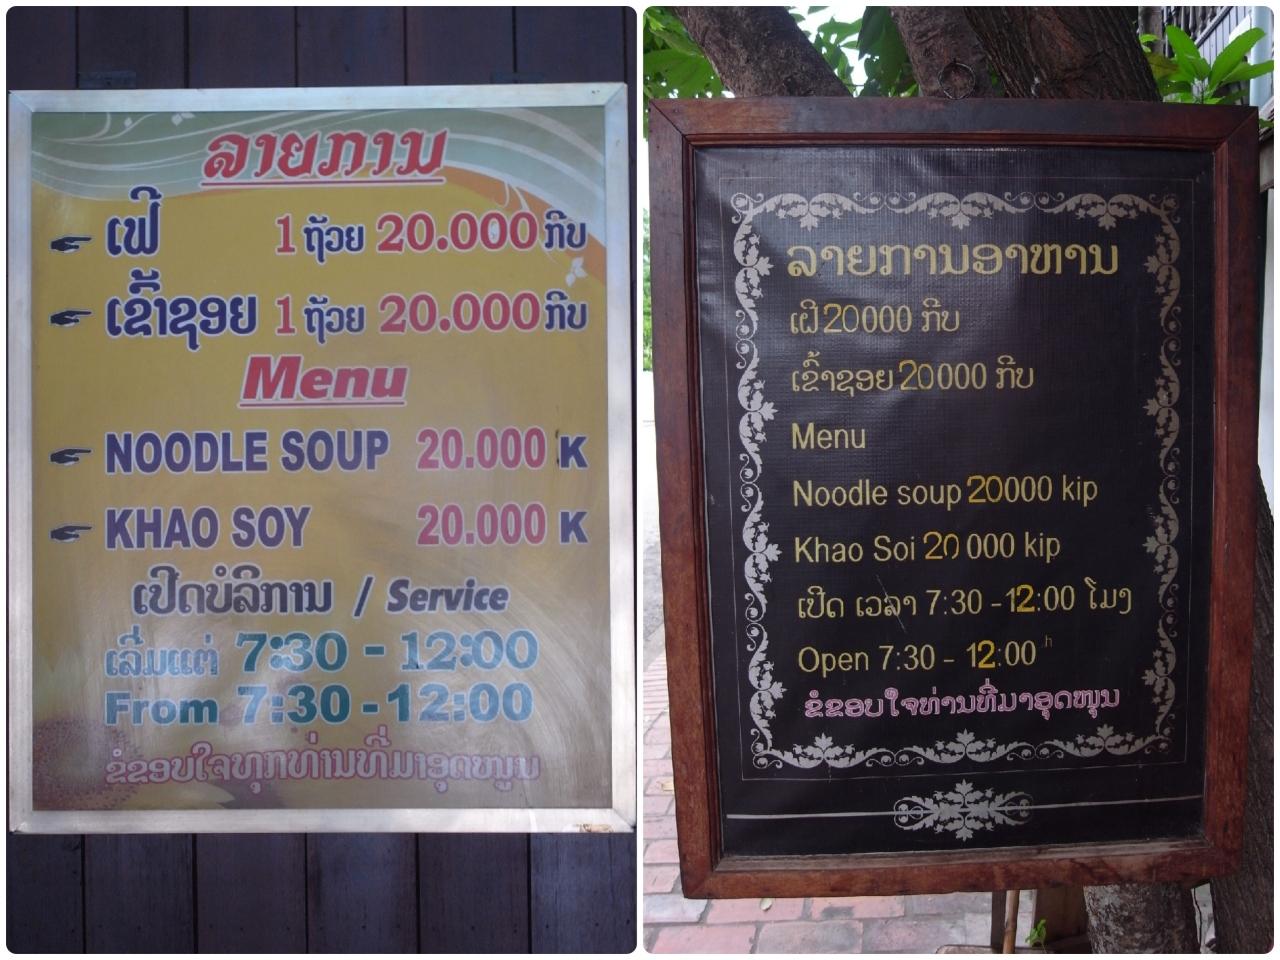 ລາຍການ
ເຟີ 1 ຖ້ວຍ 20.000 ກີບ
ເຂົ້າຊອຍ 1 ຖ້ວຍ 20.000 ກີບ
Menu
NOODLE SOUP 20.000 K
KHAO SOY 20.000 K
ເປີດບໍລິການ / Service
ເລີ່ມແຕ່ 7:30 - 12:00
From 7:30 - 12:00
ຂໍຂອບໃຈທຸກທ່ານທີ່ມາອຸດໜູນ
ລາຍການອາຫານ
ເຝີ 20000 ກີບ
ເຂົ້າຊອຍ 20000 ກີບ
Menu
Noodle soup 20000 kip
Khao Soi 20 000 kip
ເປີດ ເວລາ 7:30 - 12:00 ໂມງ
Open 7:30 - 12:00 h
ຂໍຂອບໃຈທ່ານທີ່ມາອຸດໜຸນ